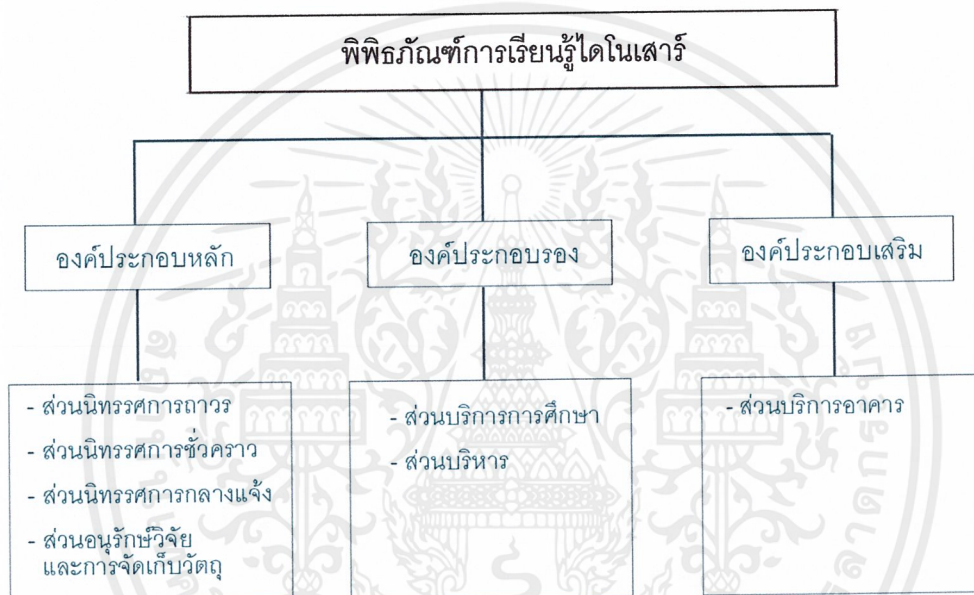 พิพิธภัณฑ์การเรียนรู้ไดโนเสาร์
องค์ประกอบหลัก
องค์ประกอบรอง
องค์ประกอบเสริม
- ส่วนนิทรรศการถาวร
- ส่วนนิทรรศการชั่วคราว
- ส่วนนิทรรศการกลางแจ้ง
- ส่วนอนุรักษ์วิจัย
และการจัดเก็บวัตถุ
- ส่วนบริการการศึกษา
- ส่วนบริหาร
- ส่วนบริการอาคาร